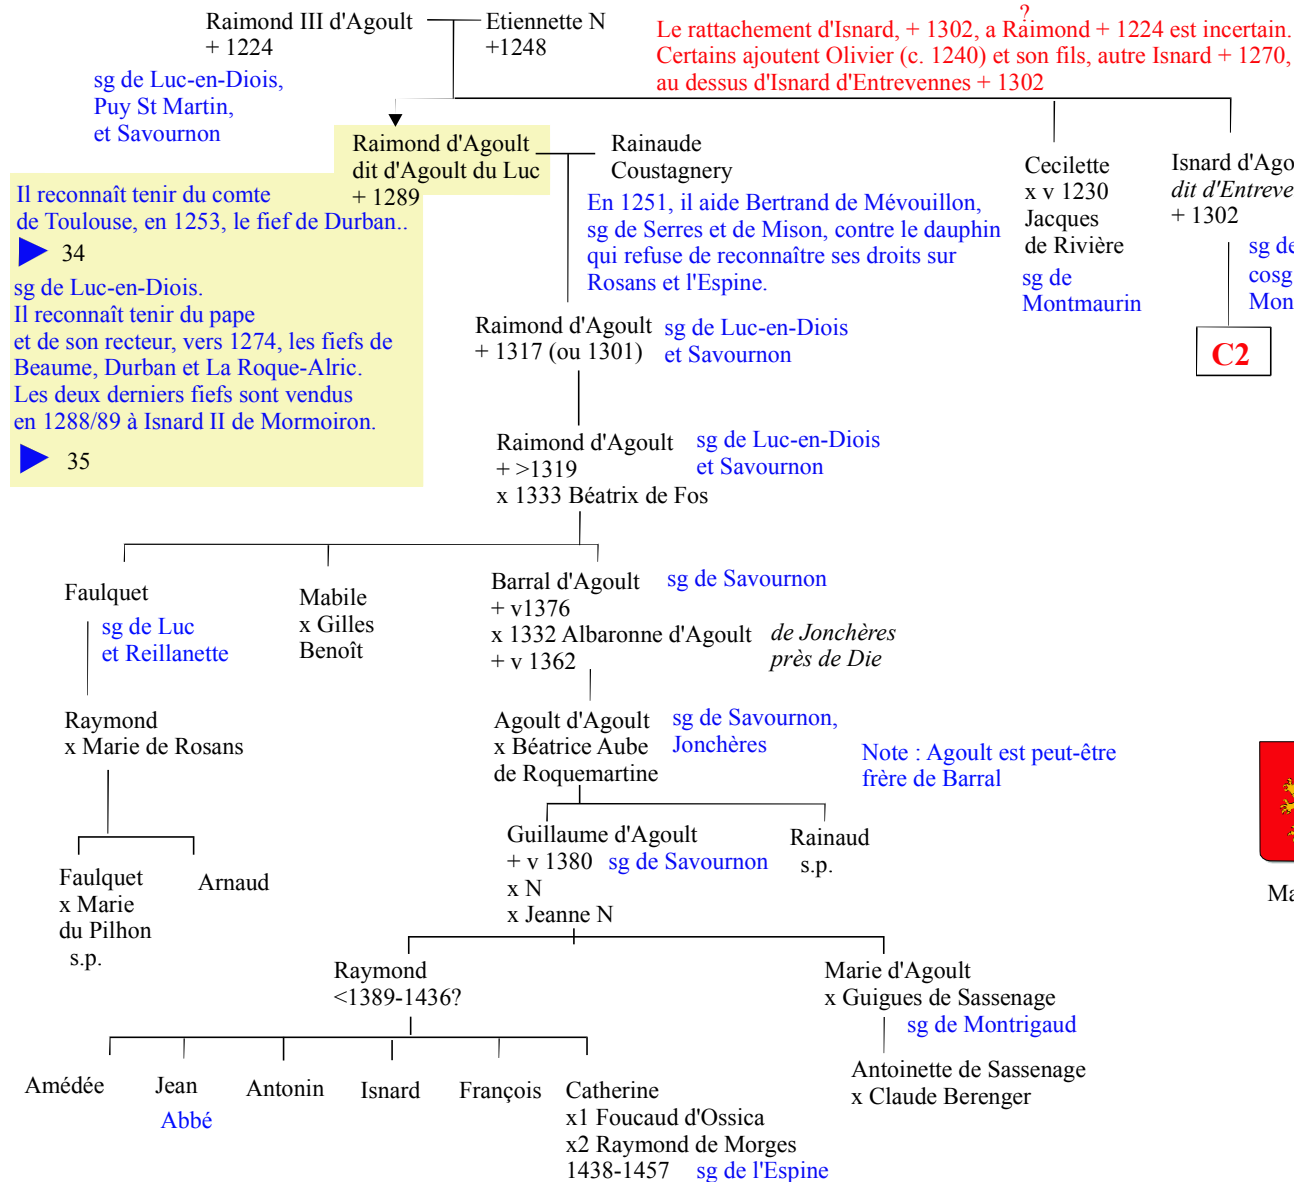 Raimond III d'Agoult
+ 1224
Etiennette N
+1248
sg de Luc-en-Diois,
Puy St Martin,
et Savournon
?
Le rattachement d'Isnard, + 1302, a Raimond + 1224 est incertain.
Certains ajoutent Olivier (c. 1240) et son fils, autre Isnard + 1270,
au dessus d'Isnard d'Entrevennes + 1302
Raimond d'Agoult
dit d'Agoult du Luc
+ 1289
Rainaude
Coustagnery
Cecilette
x v 1230
Jacques
de Rivière
sg de
Montmaurin
Isnard d'Ago
dit d'Entreve
+ 1302
sg de
cosg
Mon
C2
Il reconnaît tenir du comte
de Toulouse, en 1253, le fief de Durban..
34
sg de Luc-en-Diois.
Il reconnaît tenir du pape
et de son recteur, vers 1274, les fiefs de
Beaume, Durban et La Roque-Alric.
Les deux derniers fiefs sont vendus
en 1288/89 à Isnard II de Mormoiron.
35
En 1251, il aide Bertrand de Mévouillon,
sg de Serres et de Mison, contre le dauphin
qui refuse de reconnaître ses droits sur
Rosans et l'Espine.
Raimond d'Agoult
+ 1317 (ou 1301)
sg de Luc-en-Diois
et Savournon
Raimond d'Agoult
+ >1319
x 1333 Béatrix de Fos
sg de Luc-en-Diois
et Savournon
Faulquet
sg de Luc
et Reillanette
Mabile
x Gilles
Benoît
Barral d'Agoult
+ v1376
x 1332 Albaronne d'Agoult
+ v 1362
sg de Savournon
de Jonchères
près de Die
Raymond
x Marie de Rosans
Agoult d'Agoult
x Béatrice Aube
de Roquemartine
sg de Savournon,
Jonchères
Note : Agoult est peut-être
frère de Barral
Faulquet
x Marie
du Pilhon
s.p.
Arnaud
Guillaume d'Agoult
+ v 1380 sg de Savournon
x N
x Jeanne N
Rainaud
s.p.
Ma
Raymond
<1389-1436?
Marie d'Agoult
x Guigues de Sassenage
sg de Montrigaud
Antoinette de Sassenage
x Claude Berenger
Amédée
Jean
Abbé
Antonin
Isnard
François
Catherine
x1 Foucaud d'Ossica
x2 Raymond de Morges
1438-1457 sg de l'Espine